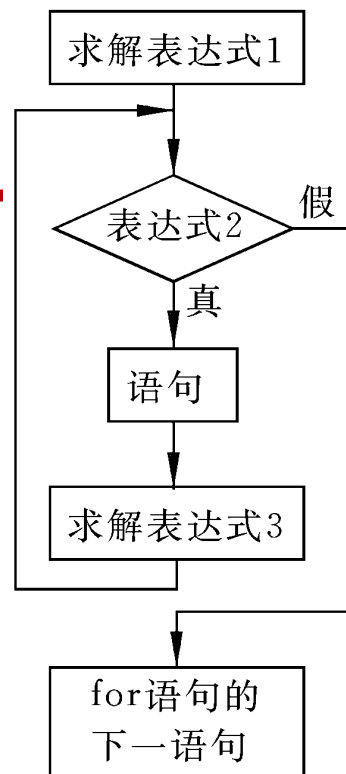 求解表达式1
表达式2
假
真
语句
求解表达式3
for语句的
下一语句